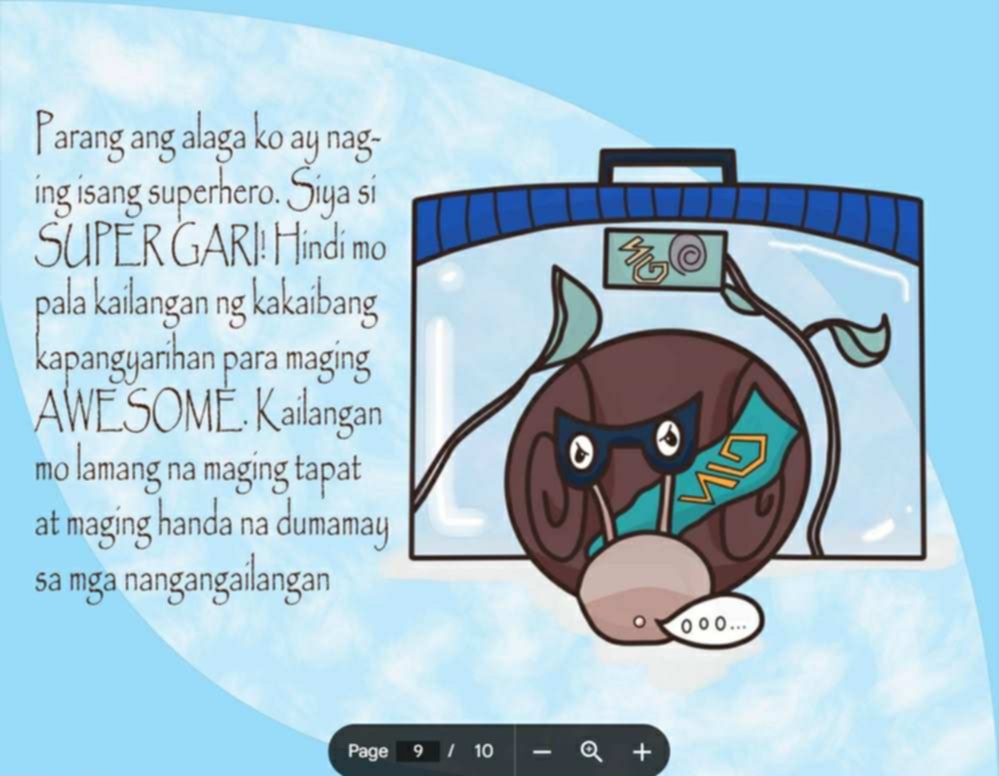 Parang ang alaga ko ay nag-
ing isang superhero. Siya si
SUPER GARI! Hindi mo
pala kailangan ng kakaibang
kapangyarihan para maging
AWESOME. Kailangan
mo lamang na maging tapat
at maging handa na dumamay
sa mga nangangailangan
OOO...
Page 9 / 10